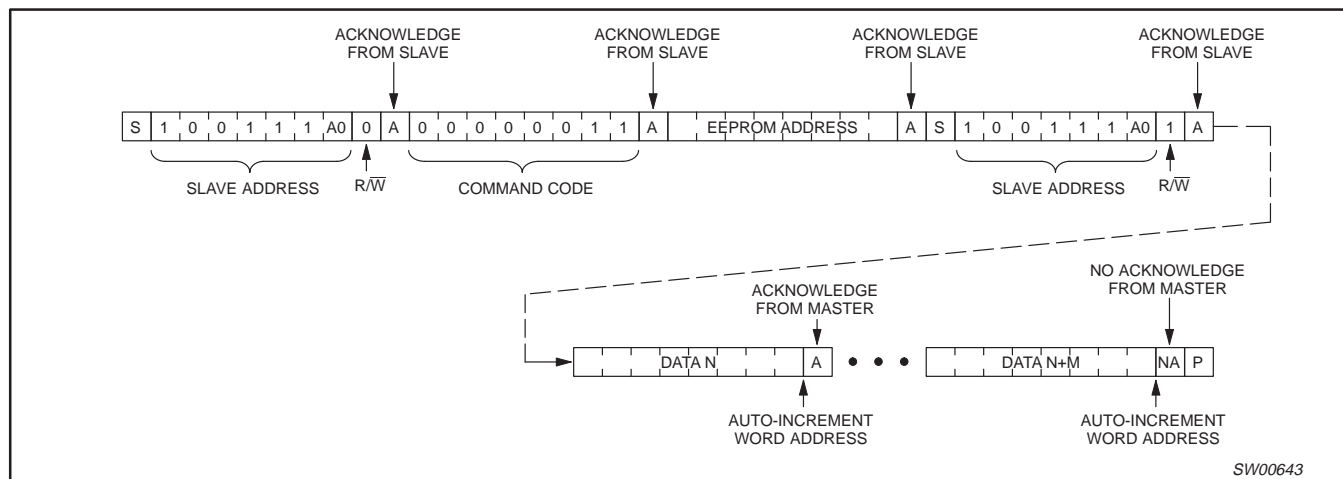 ACKNOWLEDGE
FROM SLAVE
ACKNOWLEDGE
FROM SLAVE
ACKNOWLEDGE
FROM SLAVE
ACKNOWLEDGE
FROM SLAVE
S 1 0 0 1 1 1 A0 0 A 0 0 0 0 0 0 1 1 A EEPROM ADDRESS A S 1 0 0 1 1 1 A0 1 A
SLAVE ADDRESS
R/W̅
COMMAND CODE
SLAVE ADDRESS
R/W̅
ACKNOWLEDGE
FROM MASTER
NO ACKNOWLEDGE
FROM MASTER
DATA N A • • • DATA N+M NA P
AUTO-INCREMENT
WORD ADDRESS
AUTO-INCREMENT
WORD ADDRESS
SW00643